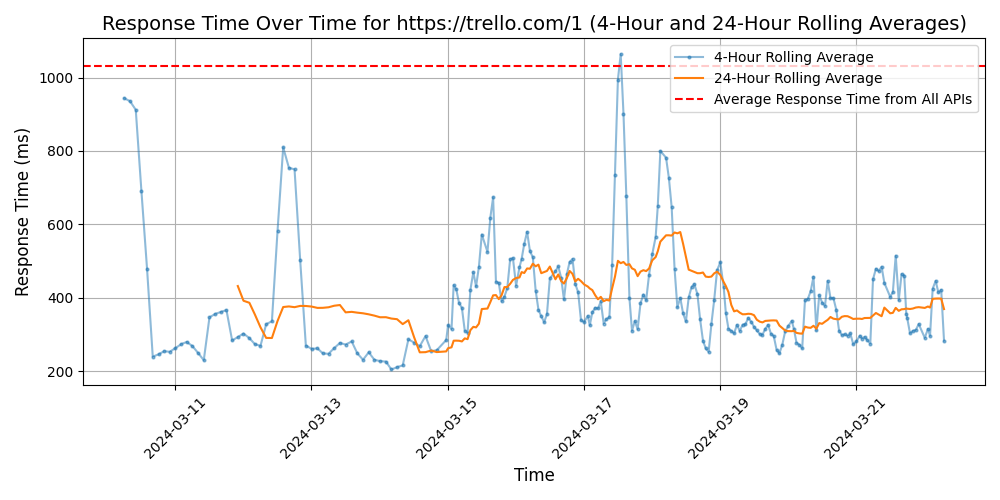 Response Time Over Time for https://trello.com/1 (4-Hour and 24-Hour Rolling Averages)
4-Hour Rolling Average
24-Hour Rolling Average
Average Response Time from All APIs
Response Time (ms)
1000
800
600
400
200
2024-03-11
2024-03-13
2024-03-15
2024-03-17
2024-03-19
2024-03-21
Time